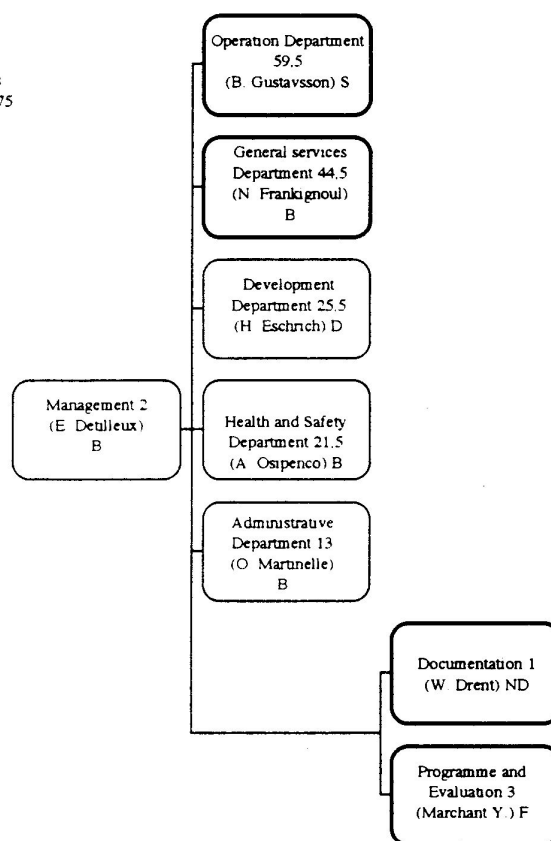 75
Operation Department
59.5
(B. Gustavsson) S
General services
Department 44.5
(N Frankignoul)
B
Development
Department 25.5
(H Eschrich) D
Management 2
(E Detilleux)
B
Health and Safety
Department 21.5
(A Osipenco) B
Administrative
Department 13
(O Martinelle)
B
Documentation 1
(W. Drent) ND
Programme and
Evaluation 3
(Marchant Y.) F